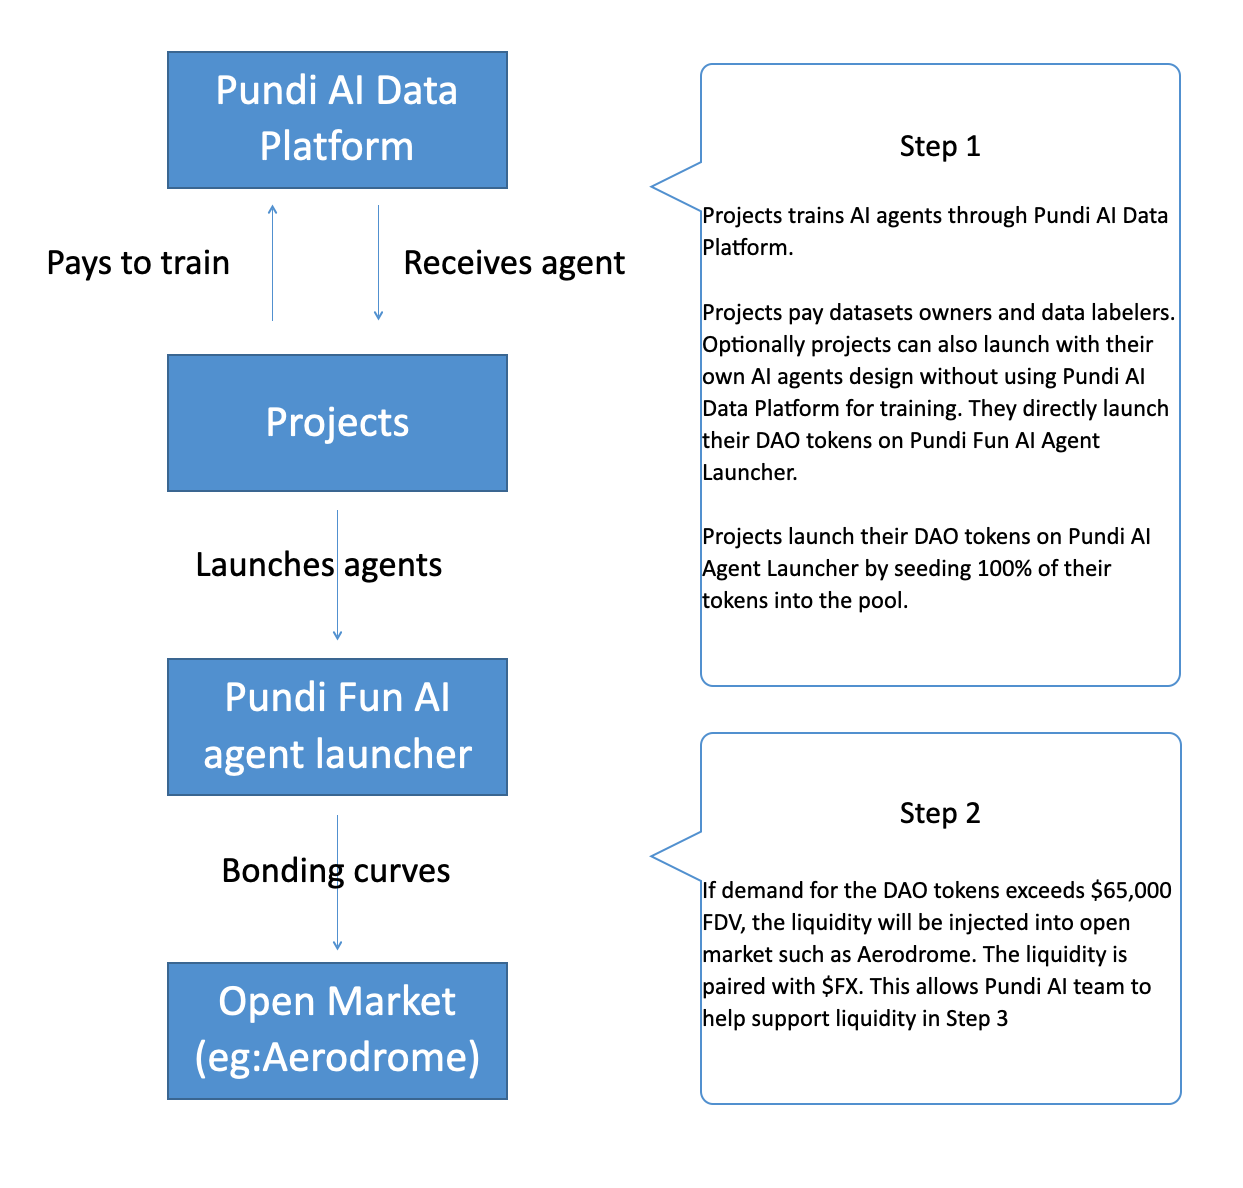 Pundi AI Data
Platform
Pays to train
Receives agent
Projects
Launches agents
Pundi Fun AI
agent launcher
Bonding curves
Open Market
(eg:Aerodrome)
Step 1
Projects trains AI agents through Pundi AI Data
Platform.
Projects pay datasets owners and data labelers.
Optionally projects can also launch with their
own AI agents design without using Pundi AI
Data Platform for training. They directly launch
their DAO tokens on Pundi Fun AI Agent
Launcher.
Projects launch their DAO tokens on Pundi AI
Agent Launcher by seeding 100% of their
tokens into the pool.
Step 2
If demand for the DAO tokens exceeds $65,000
FDV, the liquidity will be injected into open
market such as Aerodrome. The liquidity is
paired with $FX. This allows Pundi AI team to
help support liquidity in Step 3